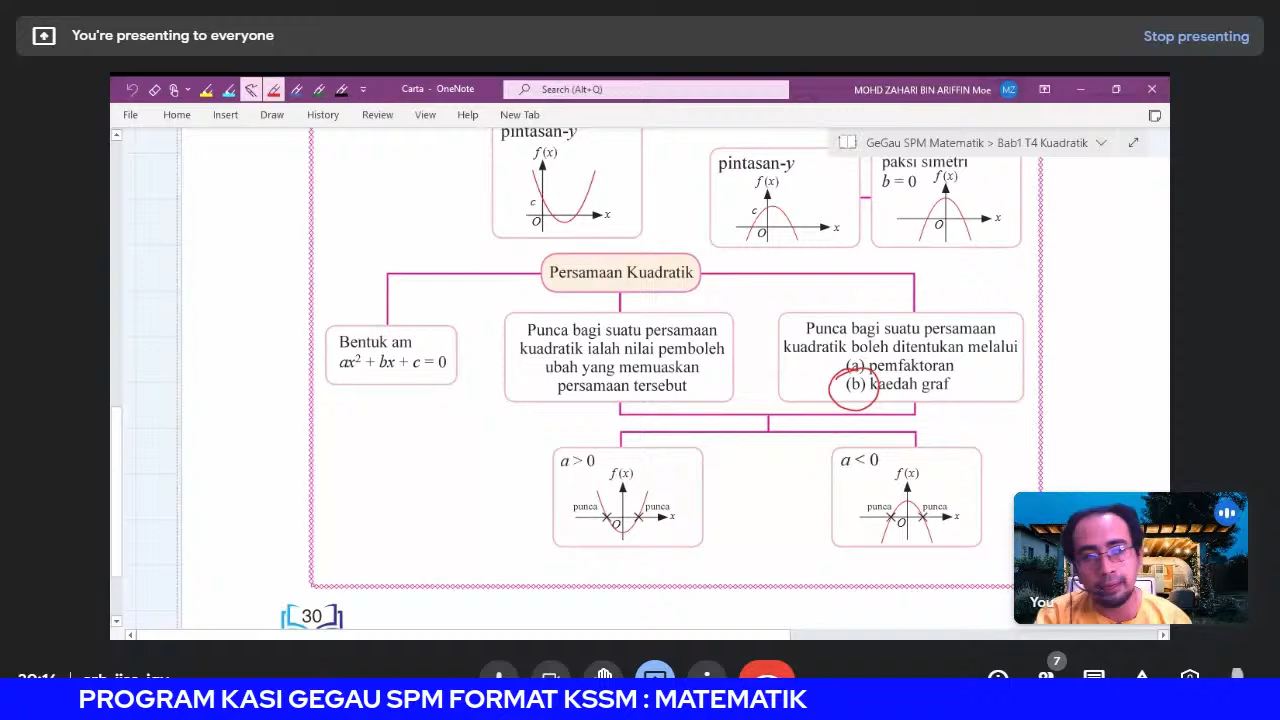 You're presenting to everyone
Stop presenting
Carta - OneNote
Search (Alt+Q)
MOHD ZAHARI BIN ARIFFIN Moe
MZ
File Home Insert Draw History Review View Help New Tab
GeGau SPM Matematik > Bab1 T4 Kuadratik
pintasan-y
f(x)
c
O
x
pintasan-y
f(x)
c
O
x
paksi simetri
b = 0
f(x)
O
x
Persamaan Kuadratik
Bentuk am
ax² + bx + c = 0
Punca bagi suatu persamaan
kuadratik ialah nilai pemboleh
ubah yang memuaskan
persamaan tersebut
Punca bagi suatu persamaan
kuadratik boleh ditentukan melalui
(a) pemfaktoran
(b) kaedah graf
a > 0
f(x)
punca
punca
O
x
a < 0
f(x)
punca
punca
O
x
You
30
7
PROGRAM KASI GEGAU SPM FORMAT KSSM : MATEMATIK